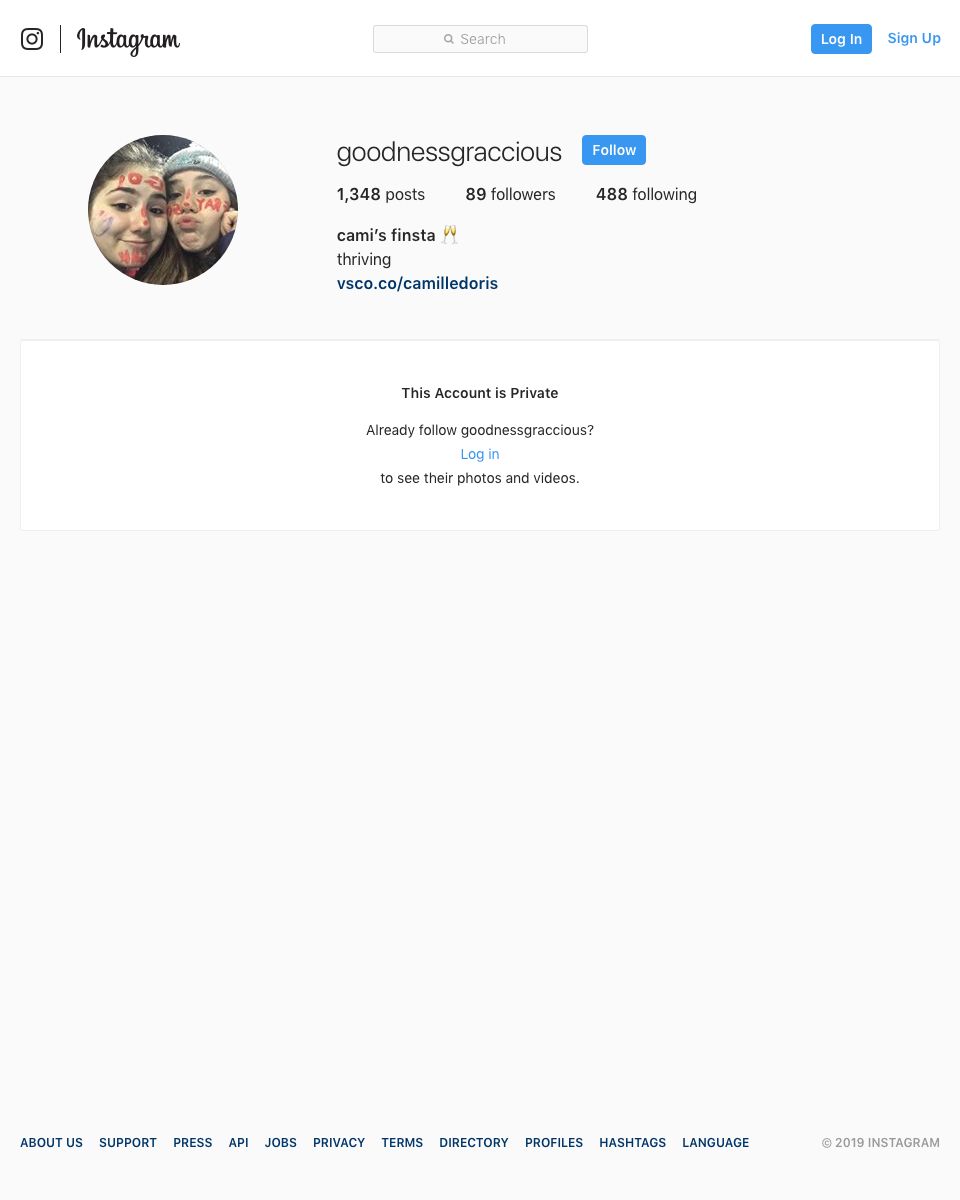 Instagram
Search
Log In
Sign Up
goodnessgraccious
Follow
1,348 posts
89 followers
488 following
cami’s finsta 🥂
thriving
vsco.co/camilledoris
This Account is Private
Already follow goodnessgraccious?
Log in
to see their photos and videos.
ABOUT US
SUPPORT
PRESS
API
JOBS
PRIVACY
TERMS
DIRECTORY
PROFILES
HASHTAGS
LANGUAGE
© 2019 INSTAGRAM